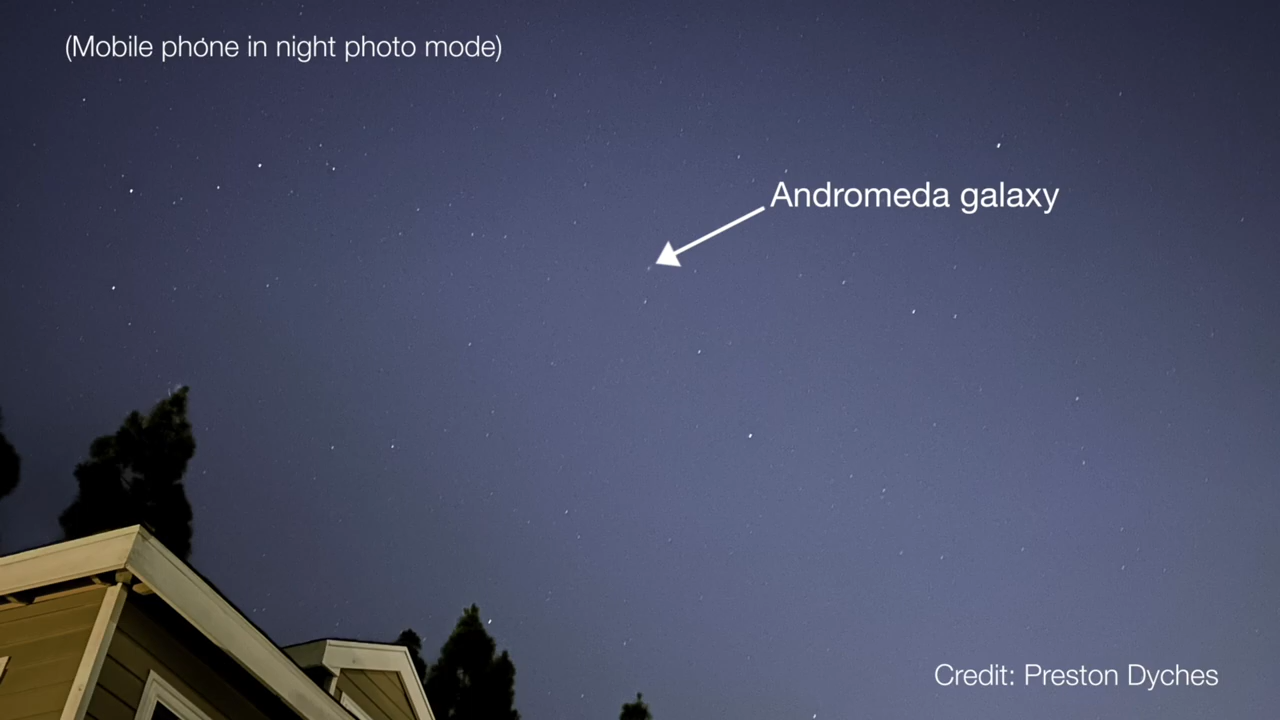 (Mobile phone in night photo mode)
Andromeda galaxy
Credit: Preston Dyches